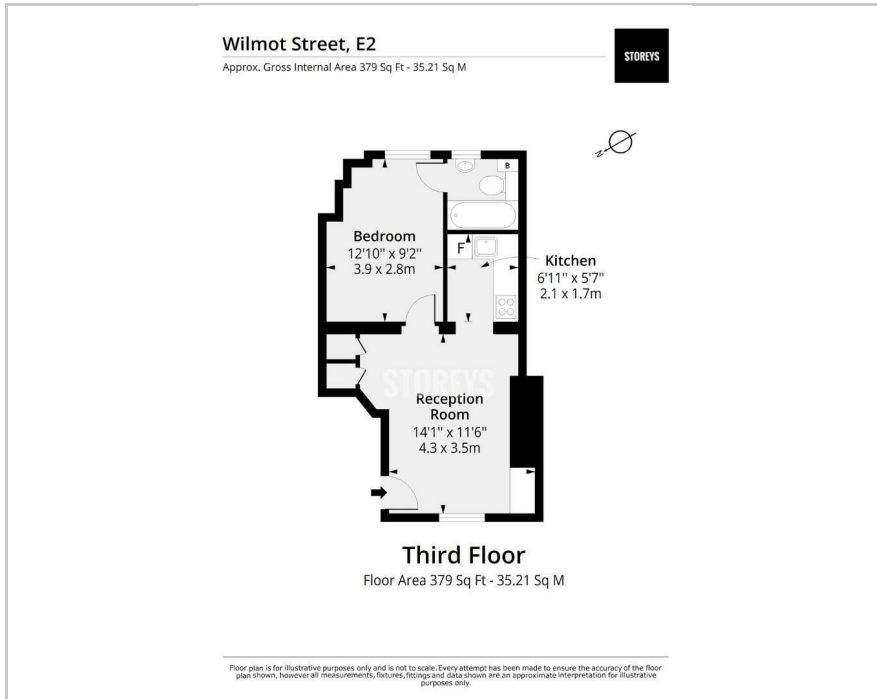 Wilmot Street, E2
Approx. Gross Internal Area 379 Sq Ft - 35.21 Sq M
STOREYS
N
B
Bedroom
12'10" x 9'2"
3.9 x 2.8m
F
Kitchen
6'11" x 5'7"
2.1 x 1.7m
STOREYS
Reception
Room
14'1" x 11'6"
4.3 x 3.5m
Third Floor
Floor Area 379 Sq Ft - 35.21 Sq M
Floor plan is for illustrative purposes only and is not to scale. Every attempt has been made to ensure the accuracy of the floor
plan shown, however all measurements, fixtures, fittings and data shown are an approximate interpretation for illustrative
purposes only.